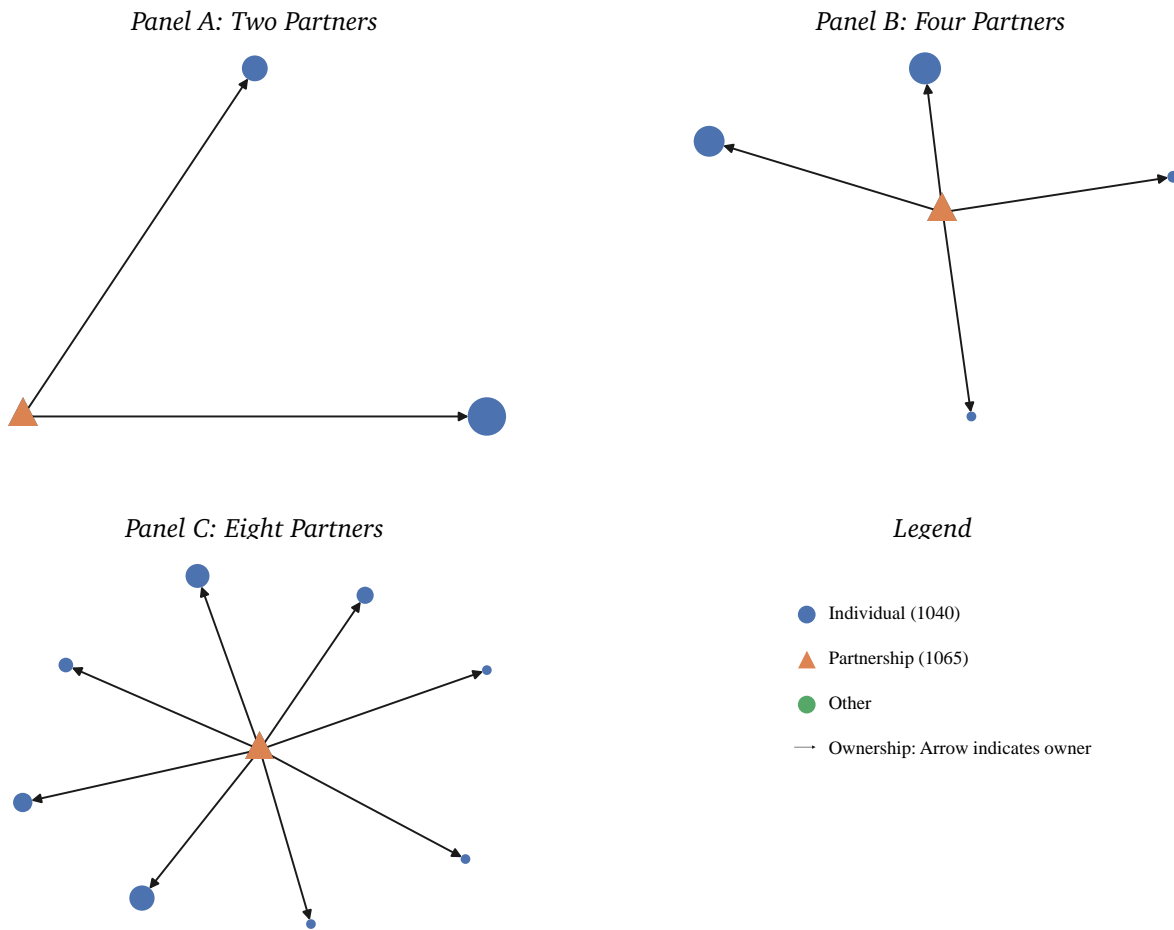 Panel A: Two Partners
Panel B: Four Partners
Panel C: Eight Partners
Legend
Individual (1040)
Partnership (1065)
Other
Ownership: Arrow indicates owner